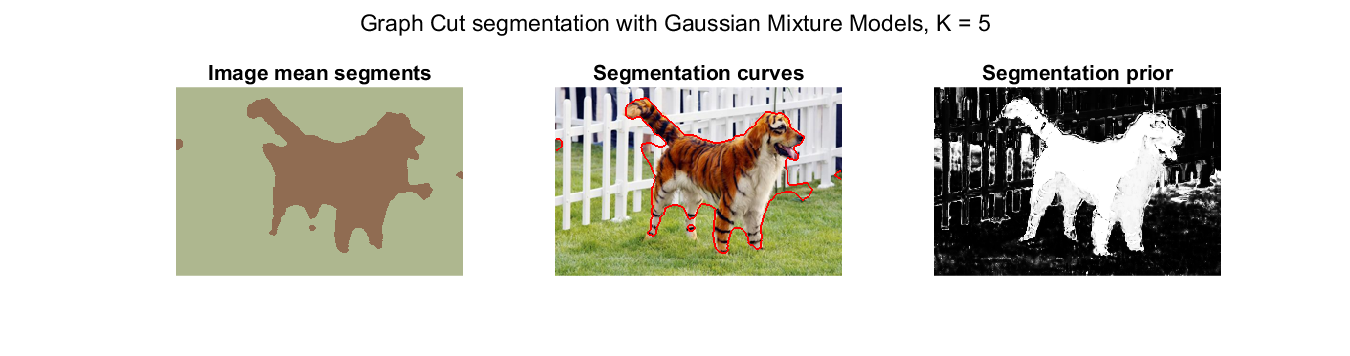 Graph Cut segmentation with Gaussian Mixture Models, K = 5
Image mean segments
Segmentation curves
Segmentation prior